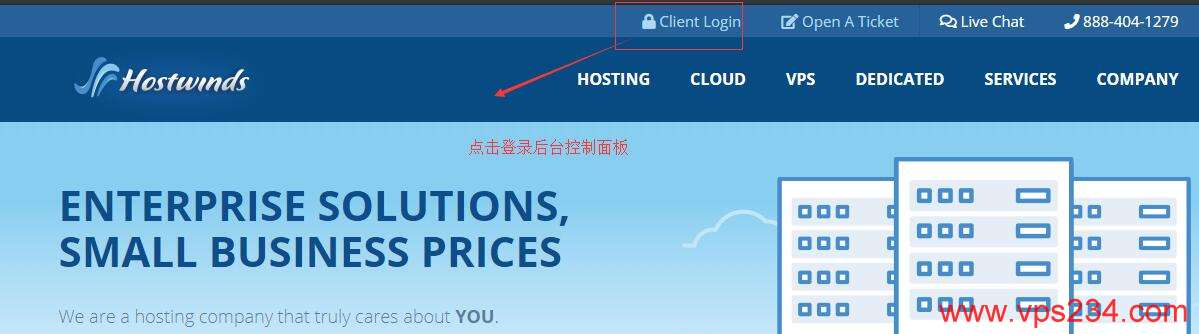 Client Login Open A Ticket Live Chat 888-404-1279
Hostwinds HOSTING CLOUD VPS DEDICATED SERVICES COMPANY
点击登录后台控制面板
ENTERPRISE SOLUTIONS,
SMALL BUSINESS PRICES
We are a hosting company that truly cares about YOU.
www.vps234.com